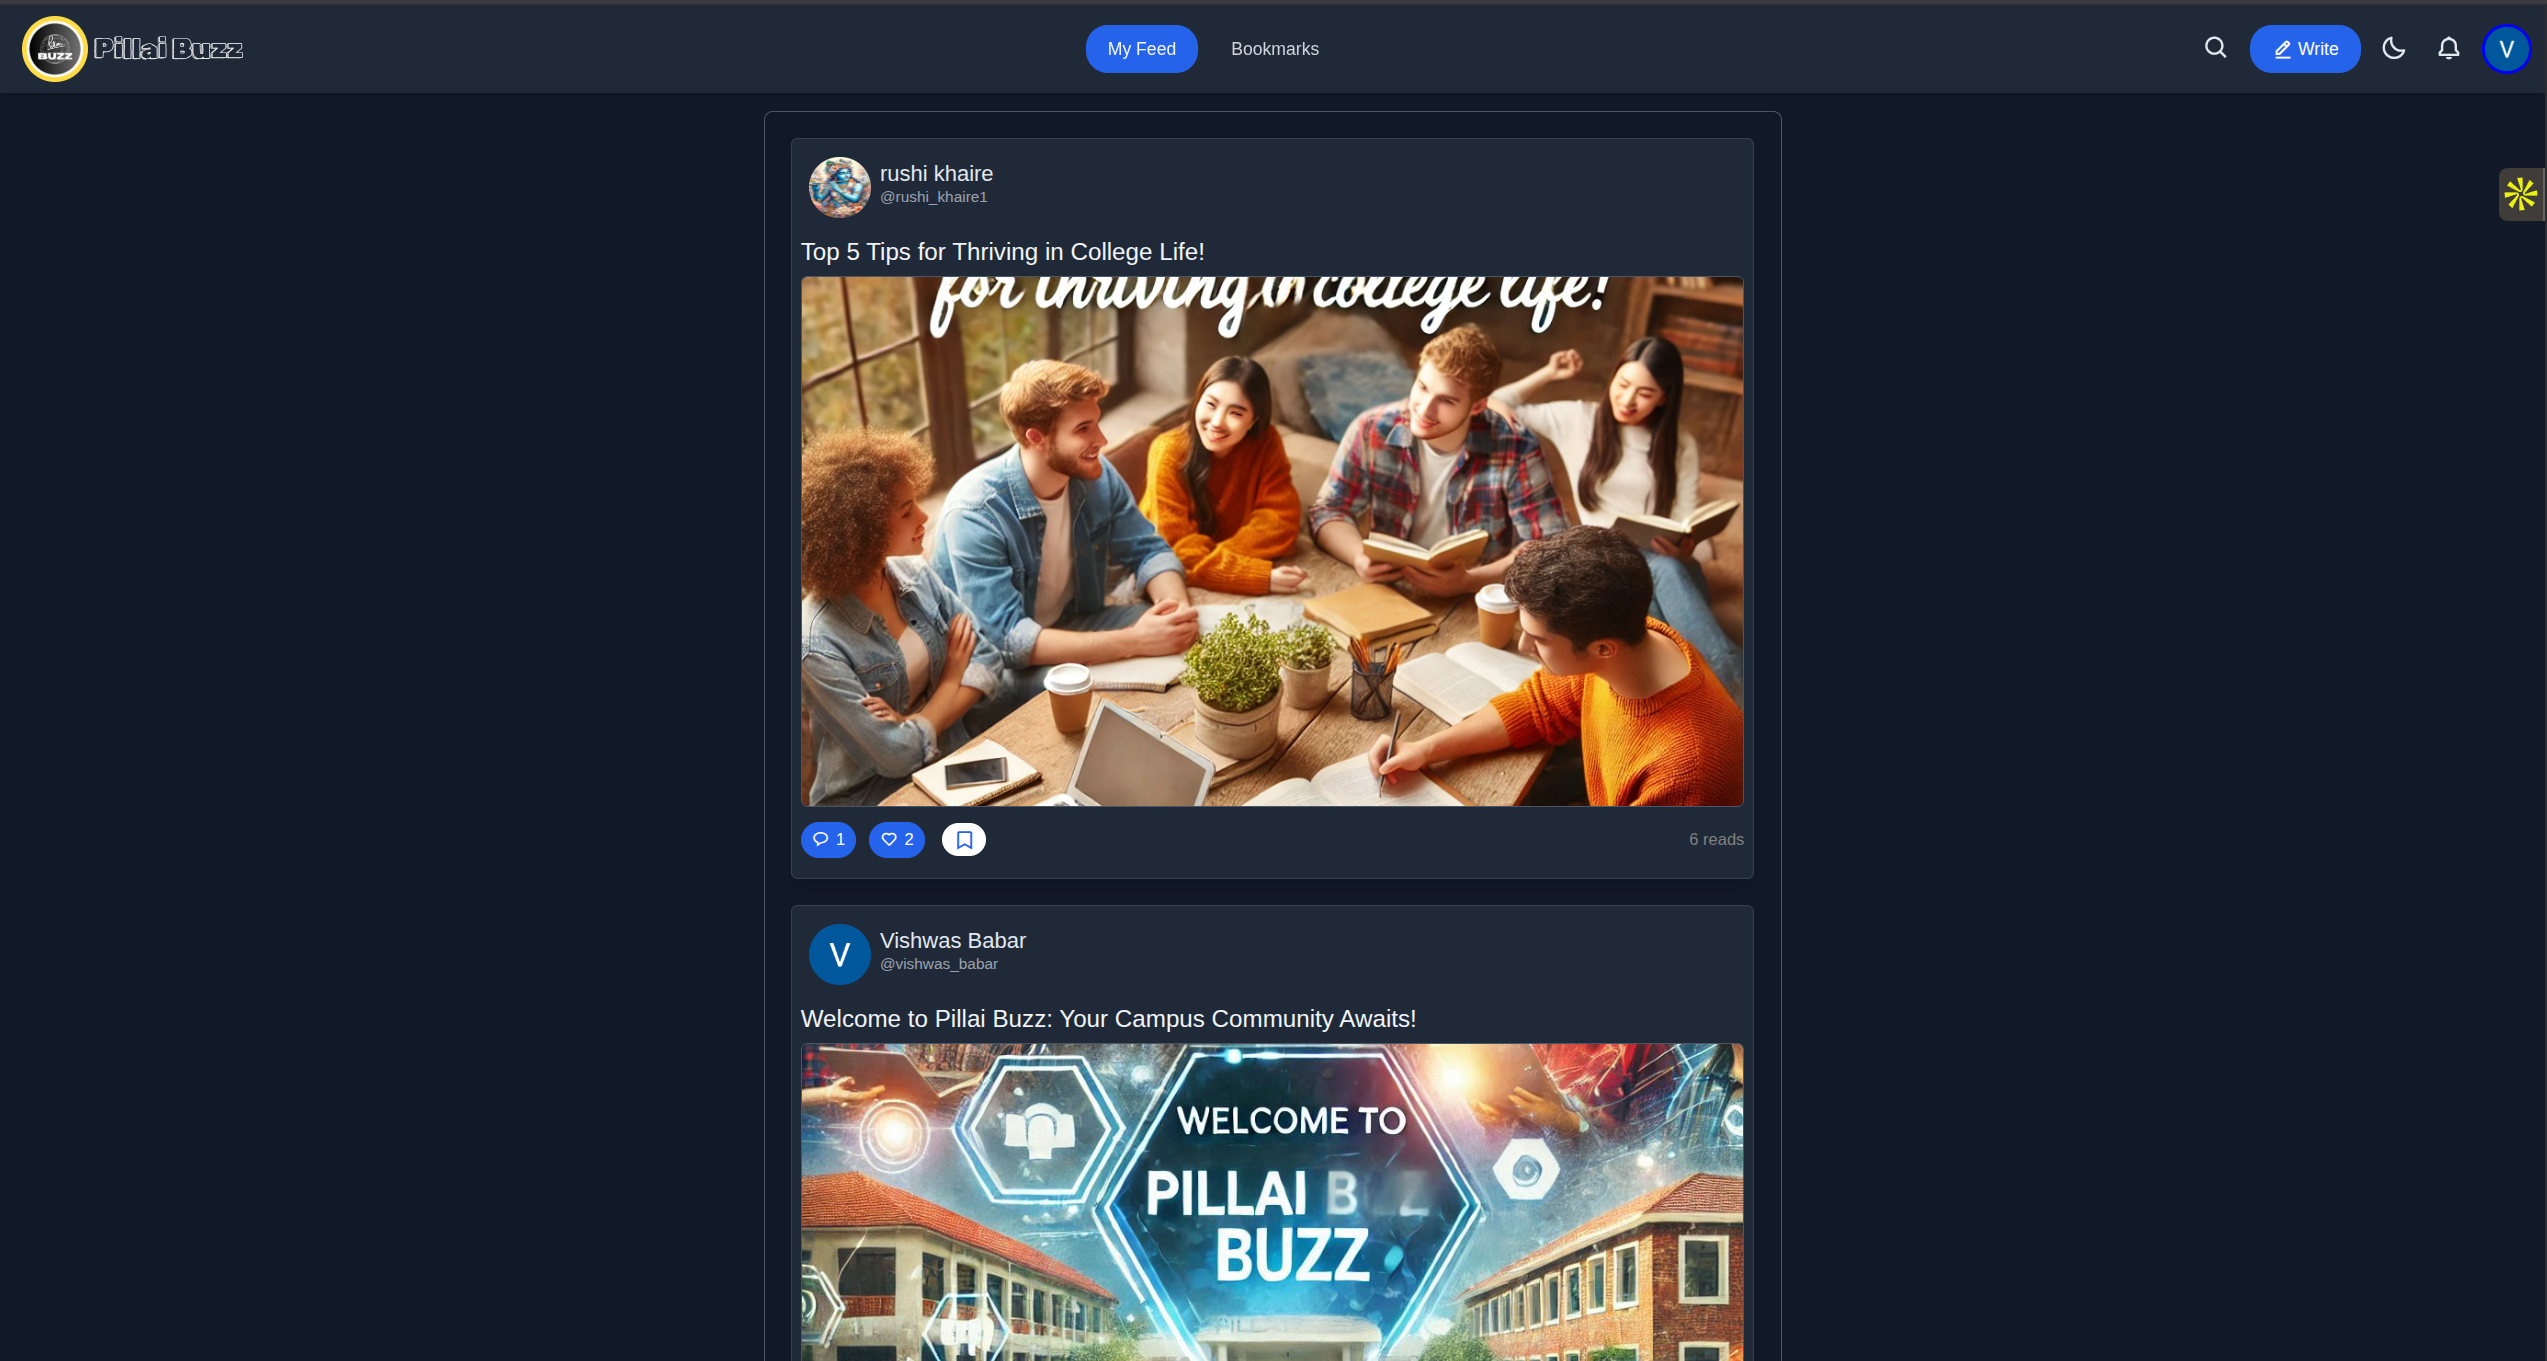 BUZZ
Pillai Buzz
My Feed
Bookmarks
Write
V
rushi khaire
@rushi_khaire1
Top 5 Tips for Thriving in College Life!
for thriving in college life!
1
2
6 reads
V
Vishwas Babar
@vishwas_babar
Welcome to Pillai Buzz: Your Campus Community Awaits!
WELCOME TO
PILLAI B
BUZZ